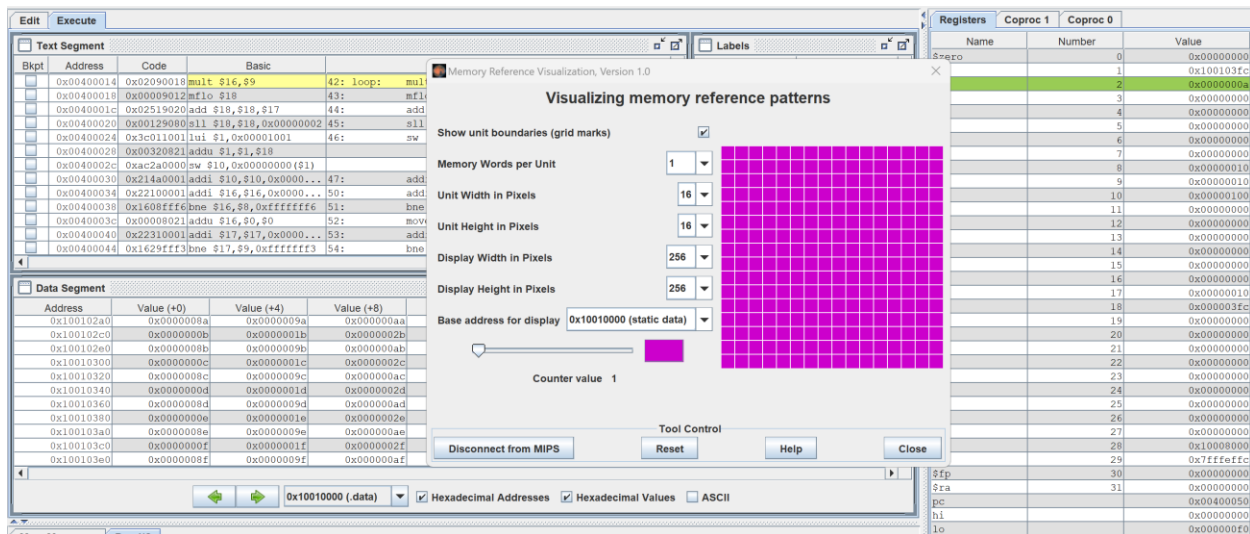 Edit Execute
Text Segment
Bkpt Address Code Basic
0x00400014 0x02090018 mult $16,$9 42: loop:
0x00400018 0x00009012 mflo $18 43:
0x0040001c 0x02519020 add $18,$18,$17 44:
0x00400020 0x00129080 sll $18,$18,0x00000002 45:
0x00400024 0x3c011001 lui $1,0x00001001 46: sw
0x00400028 0x00320821 addu $1,$1,$18
0x0040002c 0xac2a0000 sw $10,0x00000000($1)
0x00400030 0x214a0001 addi $10,$10,0x0000... 47:
0x00400034 0x22100001 addi $16,$16,0x0000... 50:
0x00400038 0x1608fff6 bne $16,$8,0xfffffff6 51: bne
0x0040003c 0x00008021 addu $16,$0,$0 52:
0x00400040 0x22310001 addi $17,$17,0x0000... 53:
0x00400044 0x1629fff3 bne $17,$9,0xfffffff3 54: bne
Data Segment
Address Value (+0) Value (+4) Value (+8)
0x100102a0 0x0000008a 0x0000009a 0x000000aa
0x100102c0 0x0000000b 0x0000001b 0x0000002b
0x100102e0 0x0000008b 0x0000009b 0x000000ab
0x10010300 0x0000000c 0x0000001c 0x0000002c
0x10010320 0x0000008c 0x0000009c 0x000000ac
0x10010340 0x0000000d 0x0000001d 0x0000002d
0x10010360 0x0000008d 0x0000009d 0x000000ad
0x10010380 0x0000000e 0x0000001e 0x0000002e
0x100103a0 0x0000008e 0x0000009e 0x000000ae
0x100103c0 0x0000000f 0x0000001f 0x0000002f
0x100103e0 0x0000008f 0x0000009f 0x000000af
0x10010000 (.data) Hexadecimal Addresses Hexadecimal Values ASCII
Labels
Memory Reference Visualization, Version 1.0
Visualizing memory reference patterns
Show unit boundaries (grid marks)
Memory Words per Unit 1
Unit Width in Pixels 16
Unit Height in Pixels 16
Display Width in Pixels 256
Display Height in Pixels 256
Base address for display 0x10010000 (static data)
Counter value 1
Tool Control
Disconnect from MIPS Reset Help Close
Registers Coproc 1 Coproc 0
Name Number Value
$zero 0 0x00000000
1 0x100103fc
2 0x0000000a
3 0x00000000
4 0x00000000
5 0x00000000
6 0x00000000
7 0x00000000
8 0x00000010
9 0x00000010
10 0x00000100
11 0x00000000
12 0x00000000
13 0x00000000
14 0x00000000
15 0x00000000
16 0x00000000
17 0x00000010
18 0x000003fc
19 0x00000000
20 0x00000000
21 0x00000000
22 0x00000000
23 0x00000000
24 0x00000000
25 0x00000000
26 0x00000000
27 0x00000000
28 0x10008000
29 0x7fffeffc
$fp 30 0x00000000
$ra 31 0x00000000
pc 0x00400050
hi 0x00000000
lo 0x000000f0